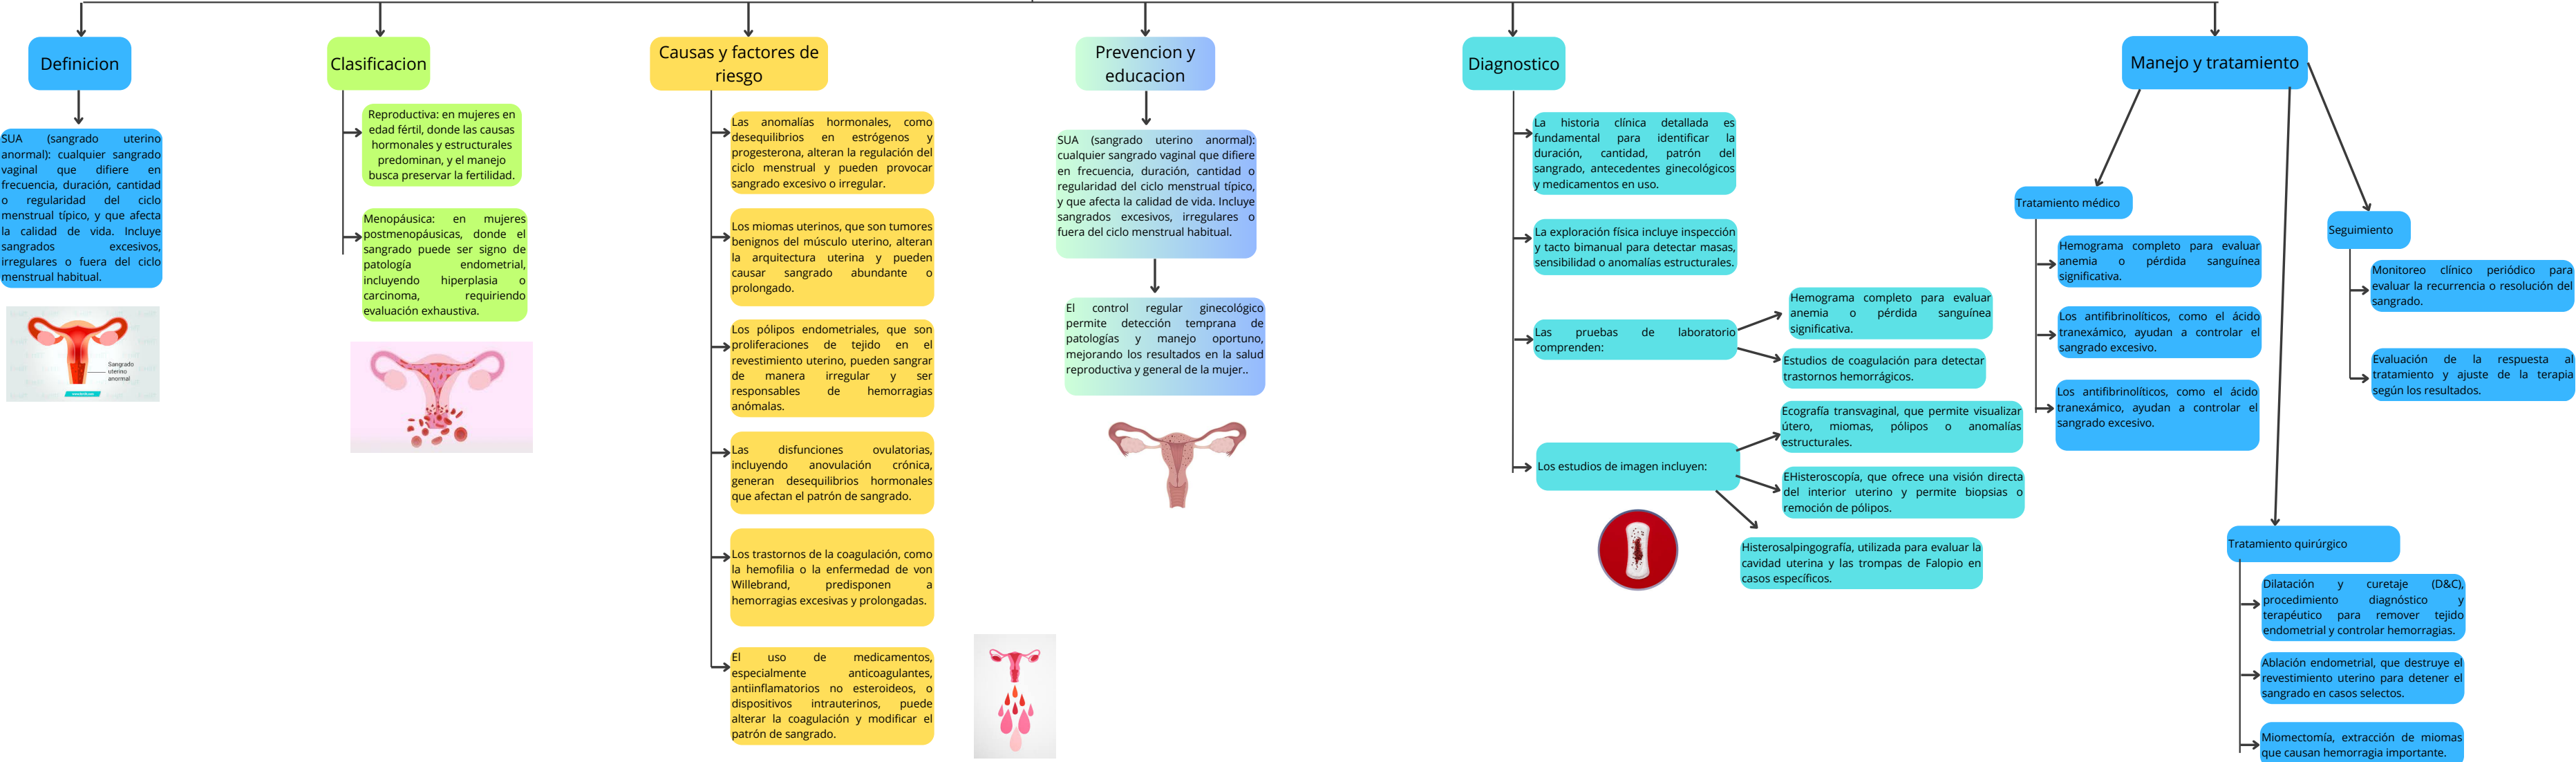 Definicion
SUA (sangrado uterino
anormal): cualquier sangrado
vaginal que difiere en
frecuencia, duración, cantidad
o regularidad del ciclo
menstrual típico, y que afecta
la calidad de vida. Incluye
sangrados excesivos,
irregulares o fuera del ciclo
menstrual habitual.
Sangrado
uterino
anormal
Clasificacion
Reproductiva: en mujeres en
edad fértil, donde las causas
hormonales y estructurales
predominan, y el manejo
busca preservar la fertilidad.
Menopáusica: en mujeres
postmenopáusicas, donde el
sangrado puede ser signo de
patología endometrial,
incluyendo hiperplasia o
carcinoma, requiriendo
evaluación exhaustiva.
Causas y factores de
riesgo
Las anomalías hormonales, como
desequilibrios en estrógenos y
progesterona, alteran la regulación del
ciclo menstrual y pueden provocar
sangrado excesivo o irregular.
Los miomas uterinos, que son tumores
benignos del músculo uterino, alteran
la arquitectura uterina y pueden
causar sangrado abundante o
prolongado.
Los pólipos endometriales, que son
proliferaciones de tejido en el
revestimiento uterino, pueden sangrar
de manera irregular y ser
responsables de hemorragias
anómalas.
Las disfunciones ovulatorias,
incluyendo anovulación crónica,
generan desequilibrios hormonales
que afectan el patrón de sangrado.
Los trastornos de la coagulación, como
la hemofilia o la enfermedad de von
Willebrand, predisponen a
hemorragias excesivas y prolongadas.
El uso de medicamentos,
especialmente anticoagulantes,
antiinflamatorios no esteroideos, o
dispositivos intrauterinos, puede
alterar la coagulación y modificar el
patrón de sangrado.
Prevencion y
educacion
SUA (sangrado uterino anormal):
cualquier sangrado vaginal que difiere
en frecuencia, duración, cantidad o
regularidad del ciclo menstrual típico,
y que afecta la calidad de vida. Incluye
sangrados excesivos, irregulares o
fuera del ciclo menstrual habitual.
El control regular ginecológico
permite detección temprana de
patologías y manejo oportuno,
mejorando los resultados en la salud
reproductiva y general de la mujer..
Diagnostico
La historia clínica detallada es
fundamental para identificar la
duración, cantidad, patrón del
sangrado, antecedentes ginecológicos
y medicamentos en uso.
La exploración física incluye inspección
y tacto bimanual para detectar masas,
sensibilidad o anomalías estructurales.
Las pruebas de laboratorio
comprenden:
Hemograma completo para evaluar
anemia o pérdida sanguínea
significativa.
Estudios de coagulación para detectar
trastornos hemorrágicos.
Los estudios de imagen incluyen:
Ecografía transvaginal, que permite visualizar
útero, miomas, pólipos o anomalías
estructurales.
EHisteroscopía, que ofrece una visión directa
del interior uterino y permite biopsias o
remoción de pólipos.
Histerosalpingografía, utilizada para evaluar la
cavidad uterina y las trompas de Falopio en
casos específicos.
Manejo y tratamiento
Tratamiento médico
Hemograma completo para evaluar
anemia o pérdida sanguínea
significativa.
Los antifibrinolíticos, como el ácido
tranexámico, ayudan a controlar el
sangrado excesivo.
Los antifibrinolíticos, como el ácido
tranexámico, ayudan a controlar el
sangrado excesivo.
Seguimiento
Monitoreo clínico periódico para
evaluar la recurrencia o resolución del
sangrado.
Evaluación de la respuesta al
tratamiento y ajuste de la terapia
según los resultados.
Tratamiento quirúrgico
Dilatación y curetaje (D&C),
procedimiento diagnóstico y
terapéutico para remover tejido
endometrial y controlar hemorragias.
Ablación endometrial, que destruye el
revestimiento uterino para detener el
sangrado en casos selectos.
Miomectomía, extracción de miomas
que causan hemorragia importante.